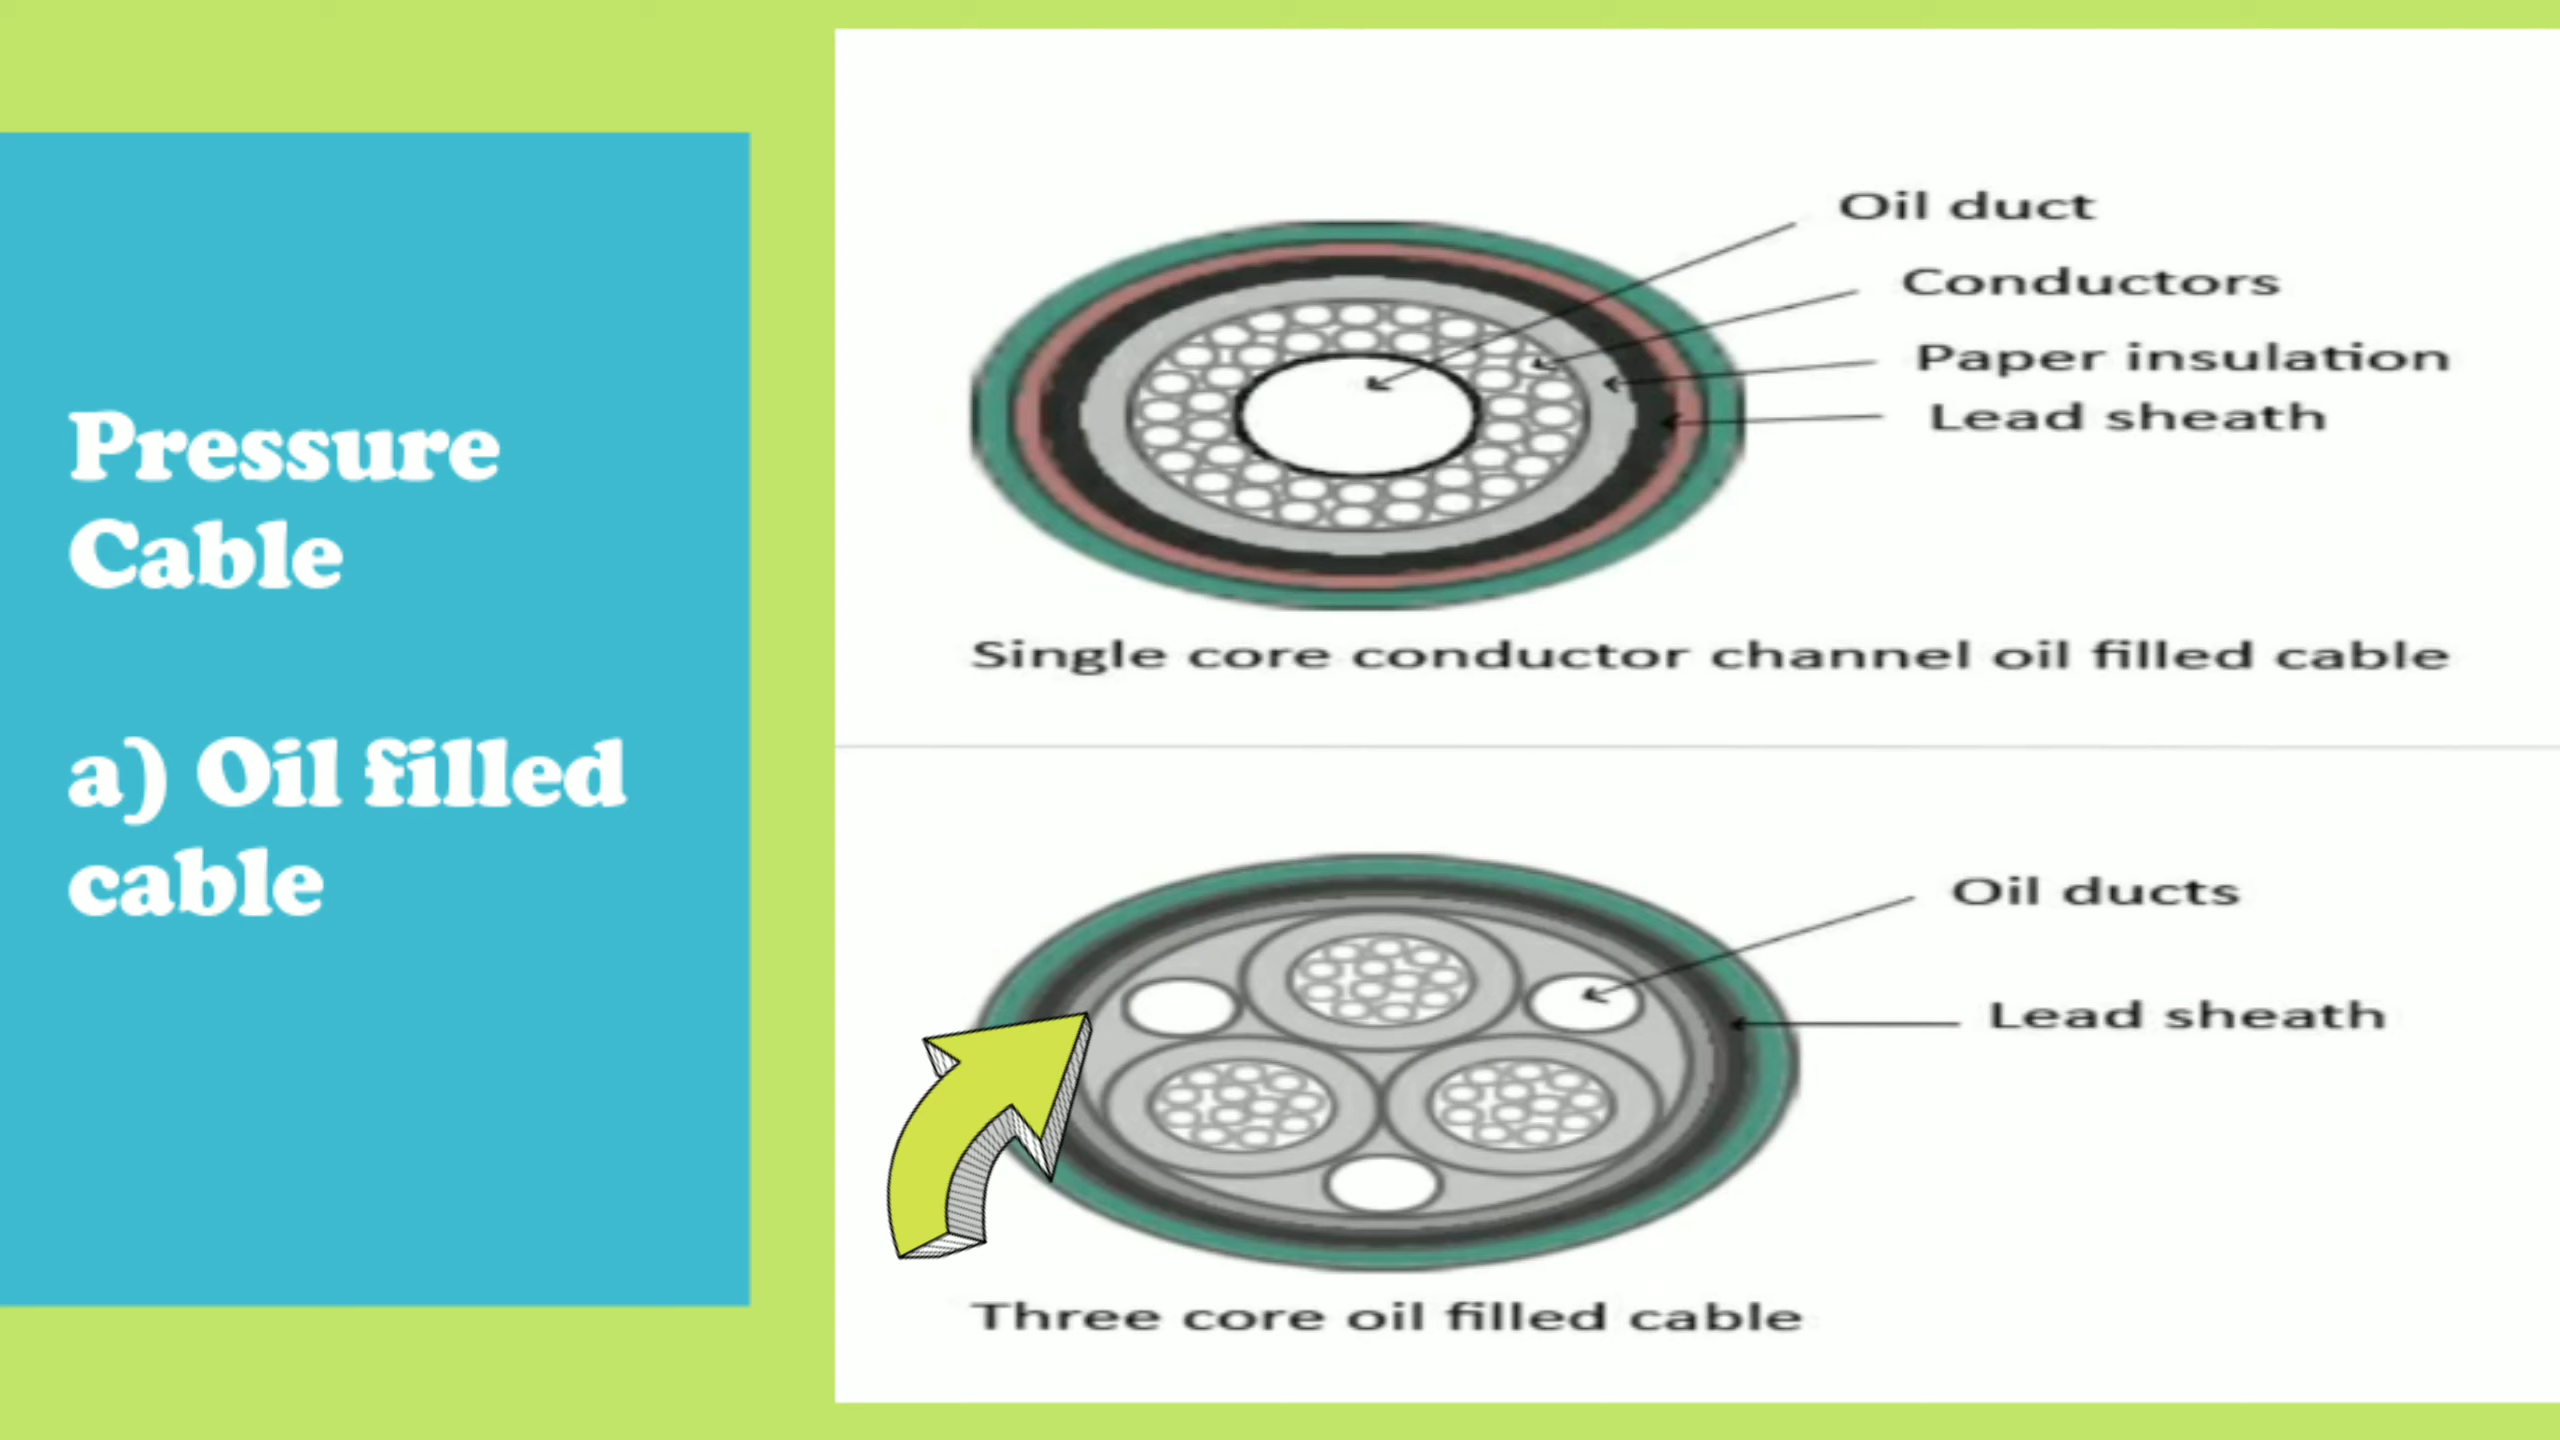 Pressure
Cable
a) Oil filled
cable
Oil duct
Conductors
Paper insulation
Lead sheath
Single core conductor channel oil filled cable
Oil ducts
Lead sheath
Three core oil filled cable